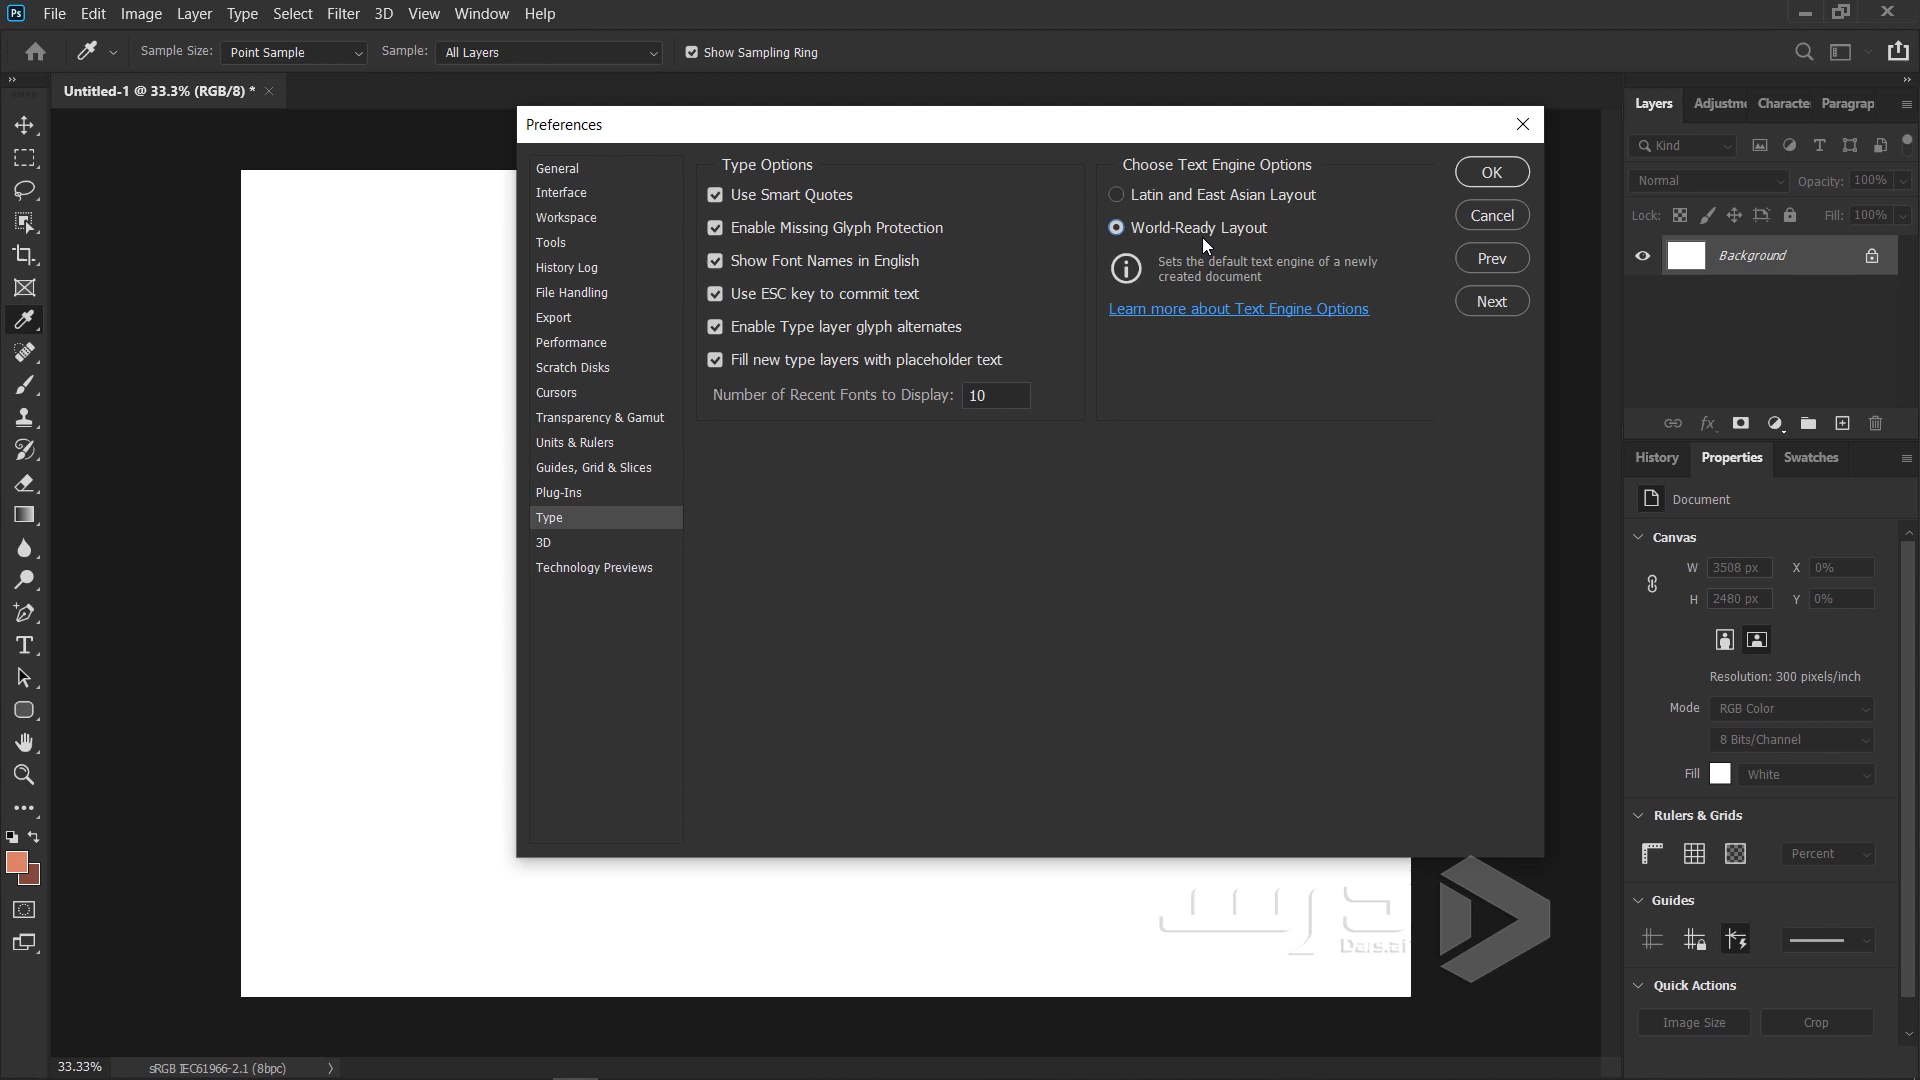 Ps File Edit Image Layer Type Select Filter 3D View Window Help
Sample Size: Point Sample Sample: All Layers Show Sampling Ring
Untitled-1 @ 33.3% (RGB/8) *
Preferences
General
Interface
Workspace
Tools
History Log
File Handling
Export
Performance
Scratch Disks
Cursors
Transparency & Gamut
Units & Rulers
Guides, Grid & Slices
Plug-Ins
Type
3D
Technology Previews
Type Options
Use Smart Quotes
Enable Missing Glyph Protection
Show Font Names in English
Use ESC key to commit text
Enable Type layer glyph alternates
Fill new type layers with placeholder text
Number of Recent Fonts to Display: 10
Choose Text Engine Options
Latin and East Asian Layout
World-Ready Layout
Sets the default text engine of a newly
created document
Learn more about Text Engine Options
OK
Cancel
Prev
Next
Layers Adjustme Characte Paragrap
Kind
Normal Opacity: 100%
Lock: Fill: 100%
Background
fx
History Properties Swatches
Document
Canvas
W 3508 px X 0%
H 2480 px Y 0%
Resolution: 300 pixels/inch
Mode RGB Color
8 Bits/Channel
Fill White
Rulers & Grids
Percent
Guides
Quick Actions
Image Size Crop
درس
Dars.af
33.33% sRGB IEC61966-2.1 (8bpc)